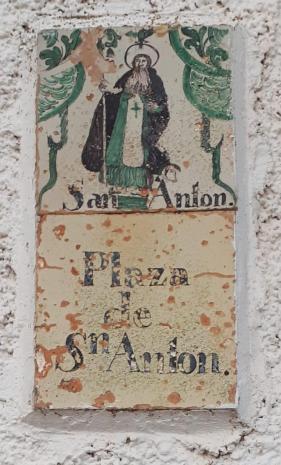 San Anton.
Plaza
de
Sn Anton.